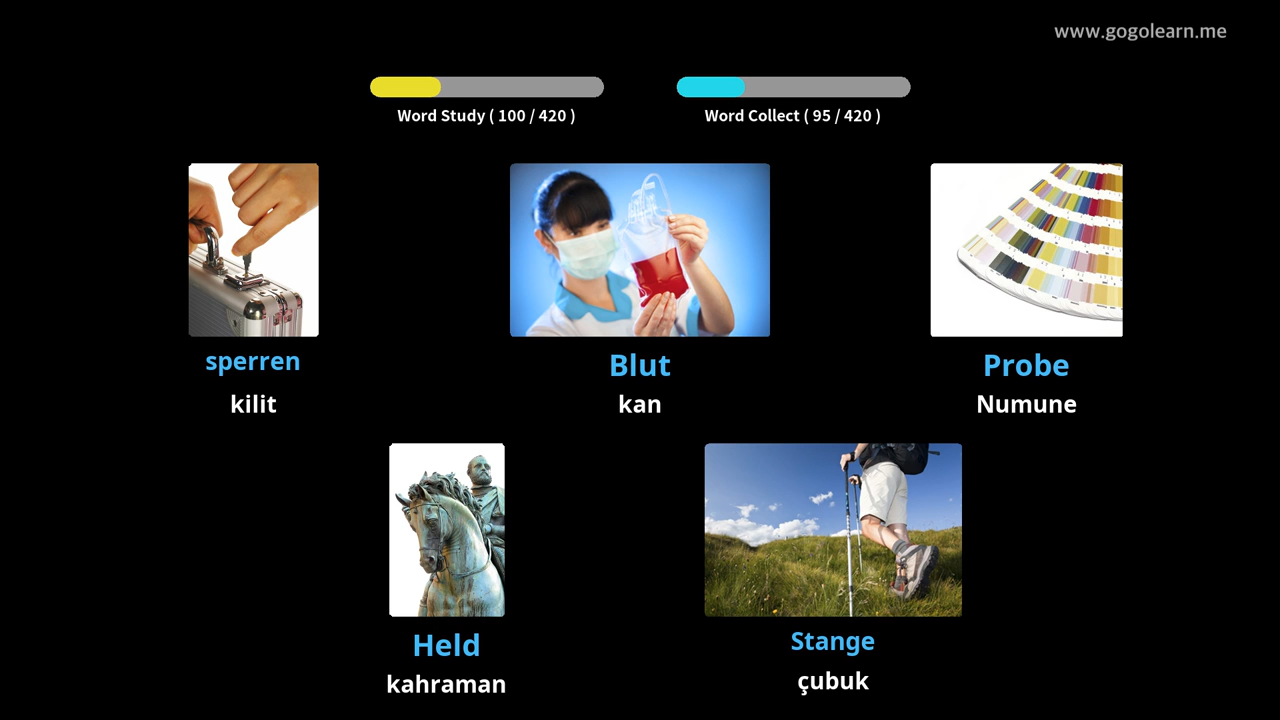 www.gogolearn.me
Word Study ( 100 / 420 )
Word Collect ( 95 / 420 )
sperren
kilit
Blut
kan
Probe
Numune
Held
kahraman
Stange
çubuk